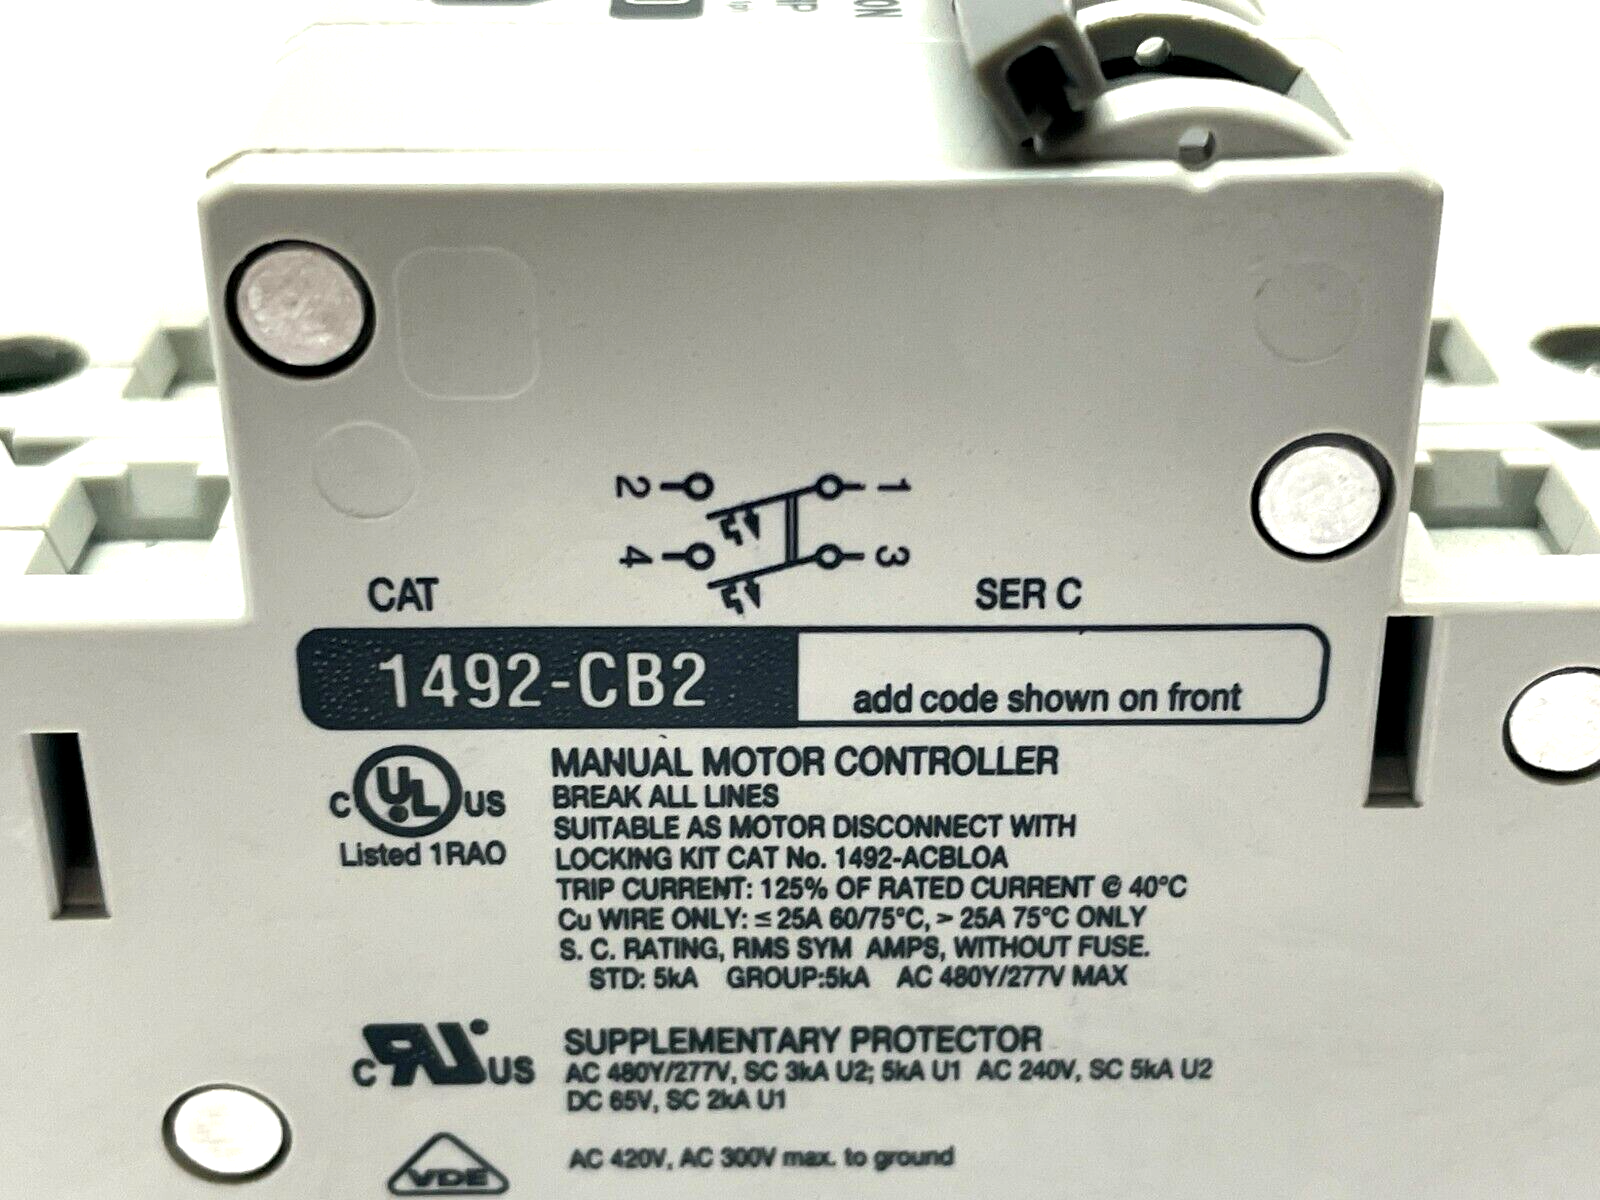 ON
2 1
4 3
CAT SER C
1492-CB2 add code shown on front
C UL US
Listed 1RAO
MANUAL MOTOR CONTROLLER
BREAK ALL LINES
SUITABLE AS MOTOR DISCONNECT WITH
LOCKING KIT CAT No. 1492-ACBLOA
TRIP CURRENT: 125% OF RATED CURRENT @ 40°C
Cu WIRE ONLY: ≤ 25A 60/75°C, > 25A 75°C ONLY
S. C. RATING, RMS SYM AMPS, WITHOUT FUSE.
STD: 5kA GROUP:5kA AC 480Y/277V MAX
C RU US
SUPPLEMENTARY PROTECTOR
AC 480Y/277V, SC 3kA U2; 5kA U1 AC 240V, SC 5kA U2
DC 65V, SC 2kA U1
VDE
AC 420V, AC 300V max. to ground